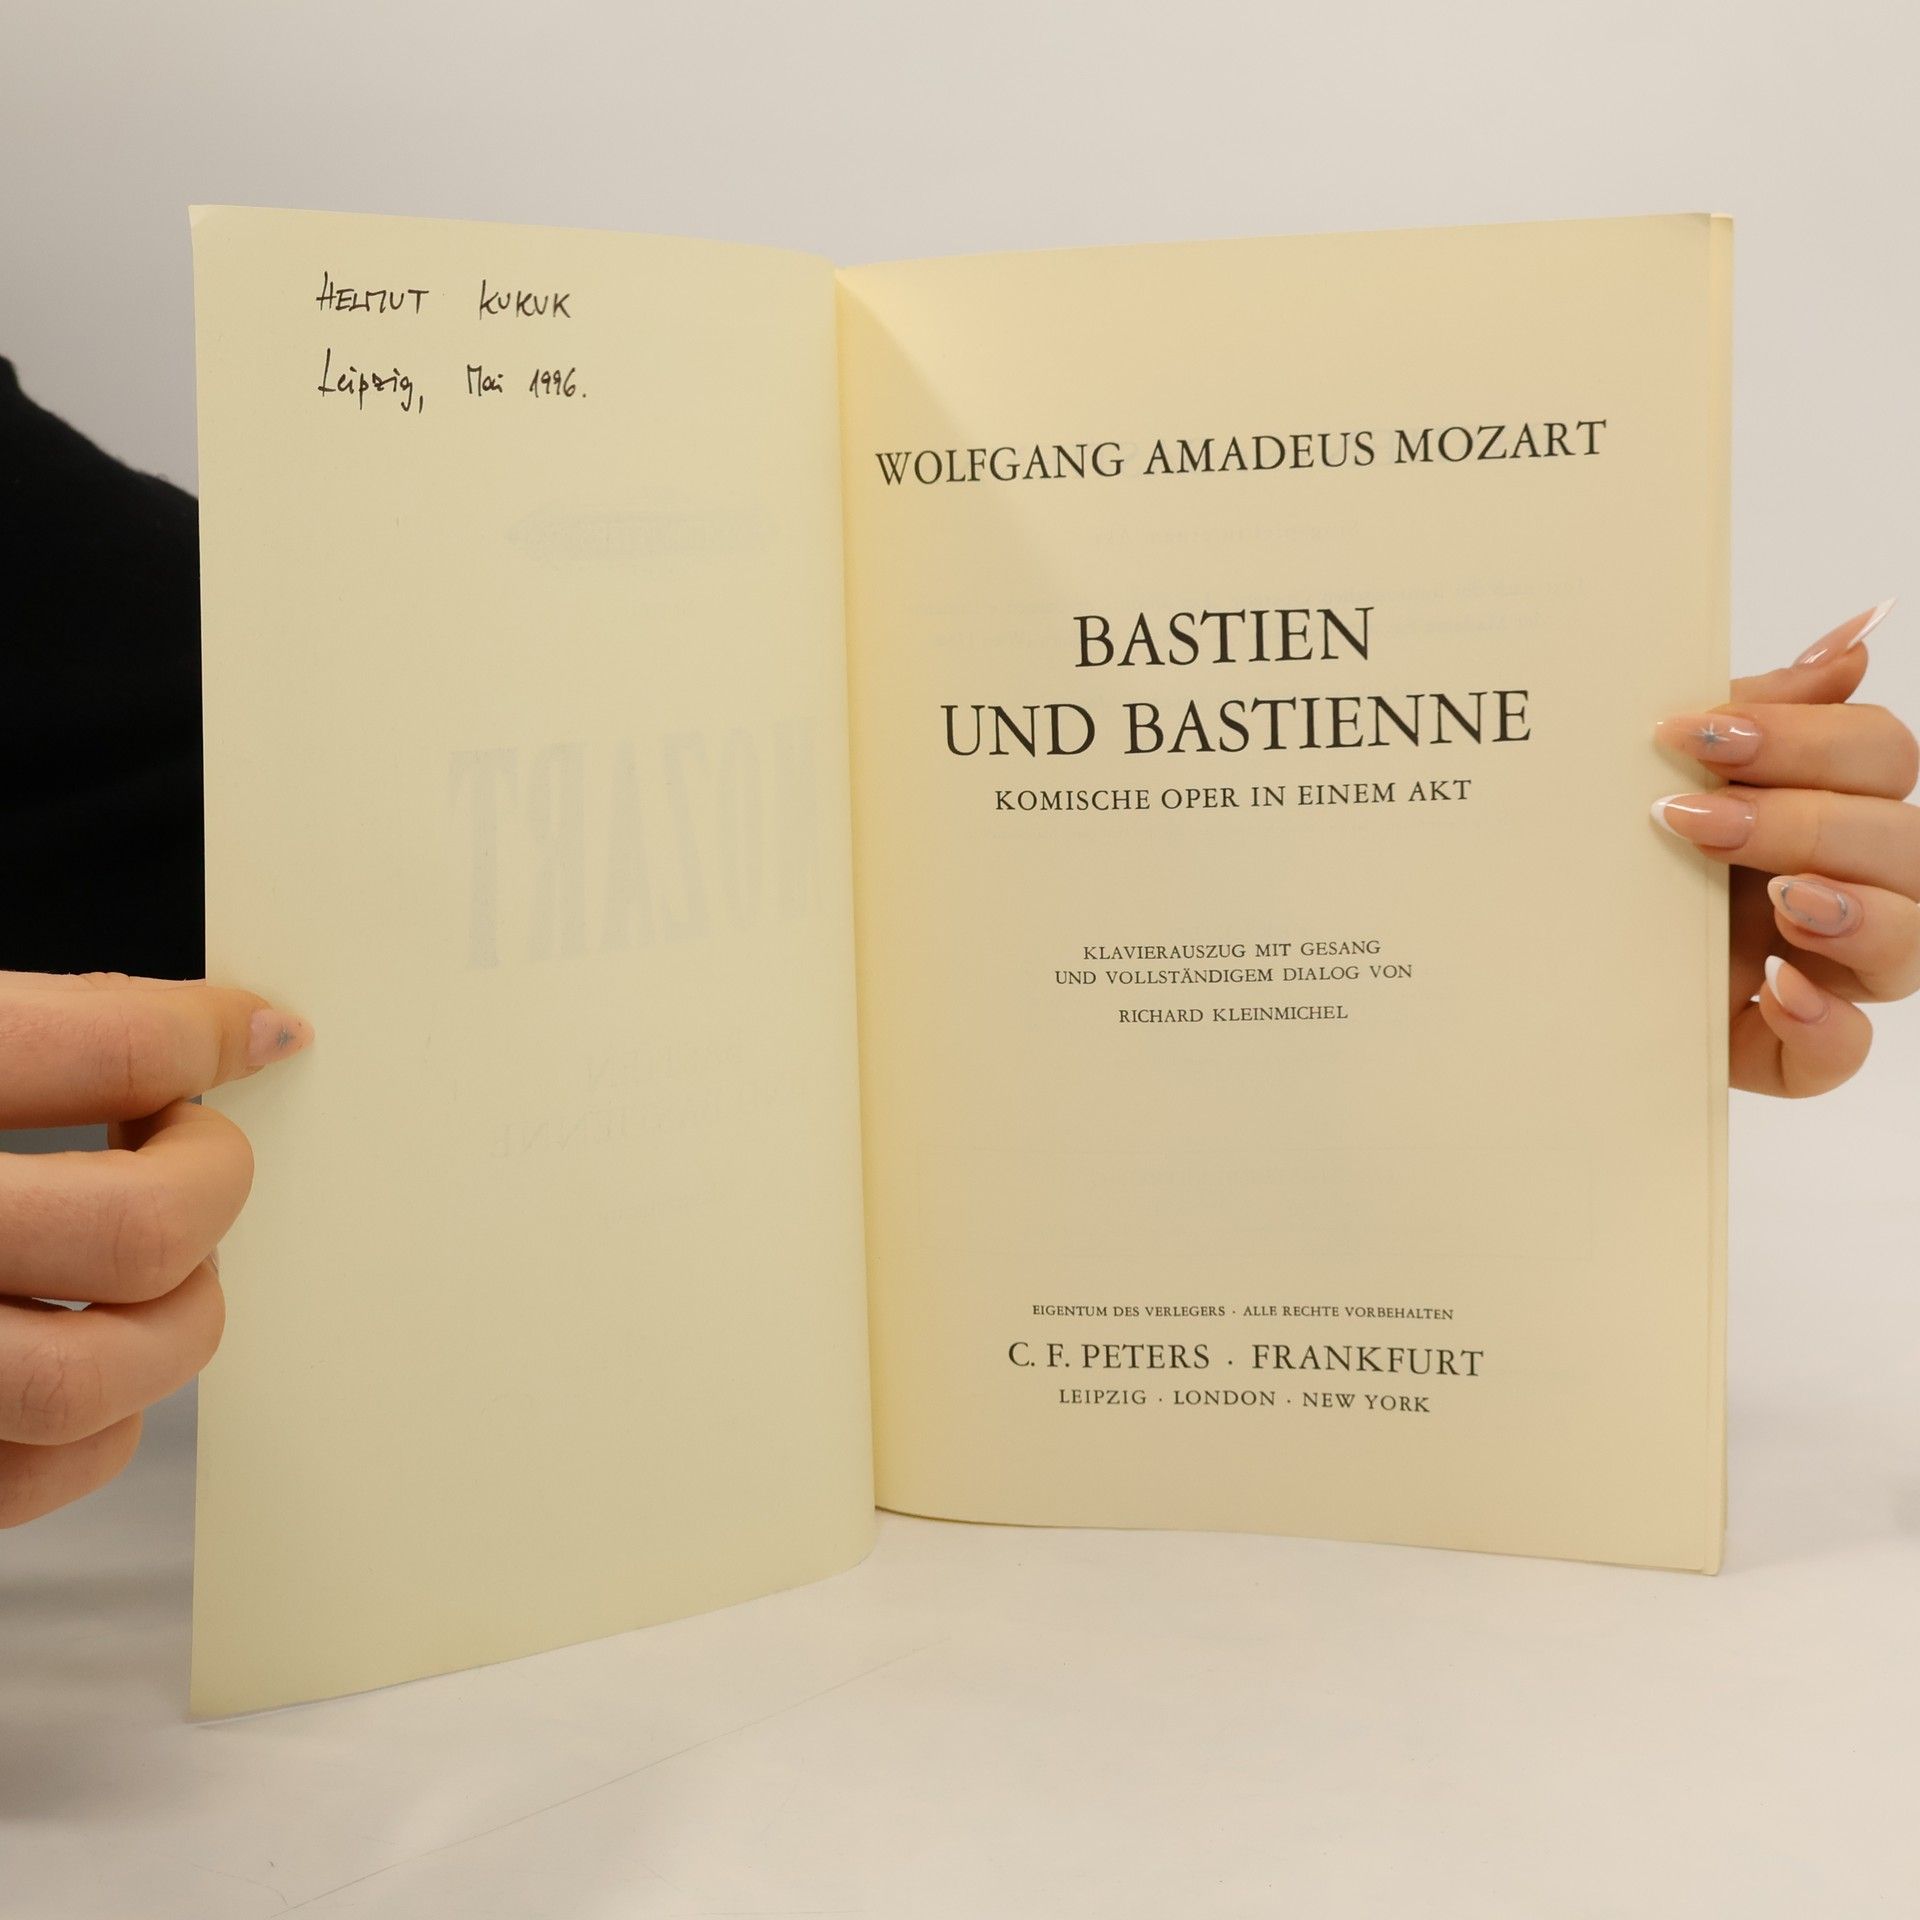 HELMUT KUKUK
Leipzig, Mai 1996.
WOLFGANG AMADEUS MOZART
BASTIEN
UND BASTIENNE
KOMISCHE OPER IN EINEM AKT
KLAVIERAUSZUG MIT GESANG
UND VOLLSTÄNDIGEM DIALOG VON
RICHARD KLEINMICHEL
EIGENTUM DES VERLEGERS · ALLE RECHTE VORBEHALTEN
C. F. PETERS · FRANKFURT
LEIPZIG · LONDON · NEW YORK